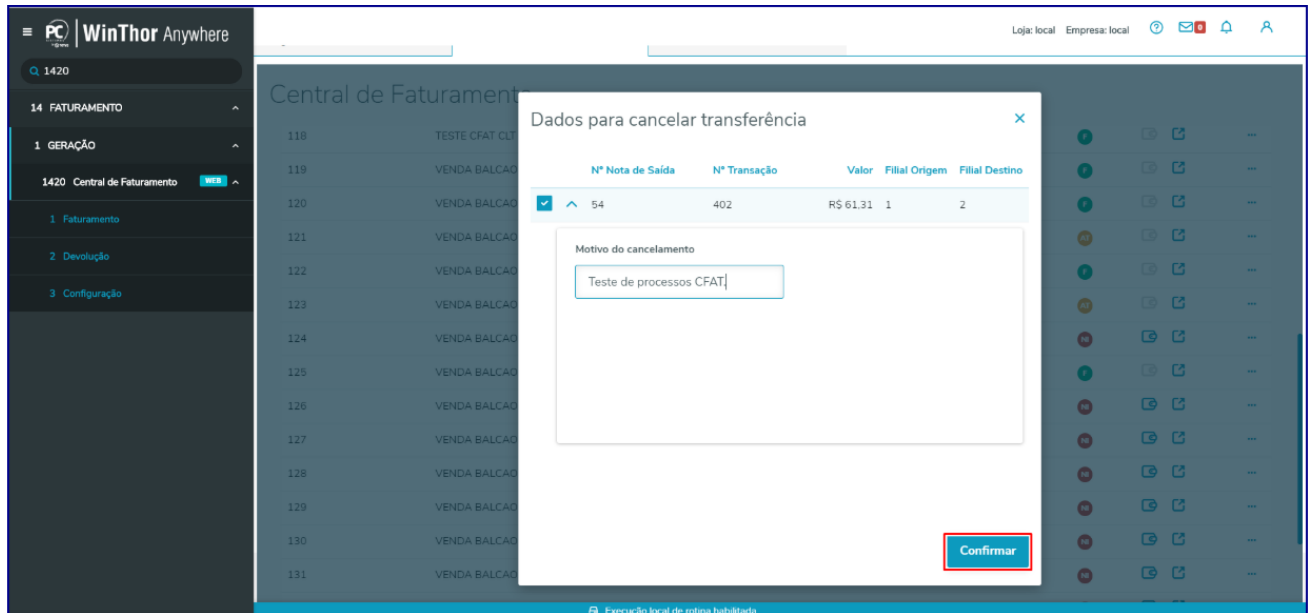 PC WinThor Anywhere
Loja: local Empresa: local
1420
14 FATURAMENTO
1 GERAÇÃO
1420 Central de Faturamento WEB
1 Faturamento
2 Devolução
3 Configuração
Central de Faturament
118 TESTE CFAT CLT
119 VENDA BALCAO
120 VENDA BALCAO
121 VENDA BALCAO
122 VENDA BALCAO
123 VENDA BALCAO
124 VENDA BALCAO
125 VENDA BALCAO
126 VENDA BALCAO
127 VENDA BALCAO
128 VENDA BALCAO
129 VENDA BALCAO
130 VENDA BALCAO
131 VENDA BALCAO
Dados para cancelar transferência
Nº Nota de Saída Nº Transação Valor Filial Origem Filial Destino
54 402 R$ 61,31 1 2
Motivo do cancelamento
Teste de processos CFAT.
Confirmar
Execução local de rotina habilitada